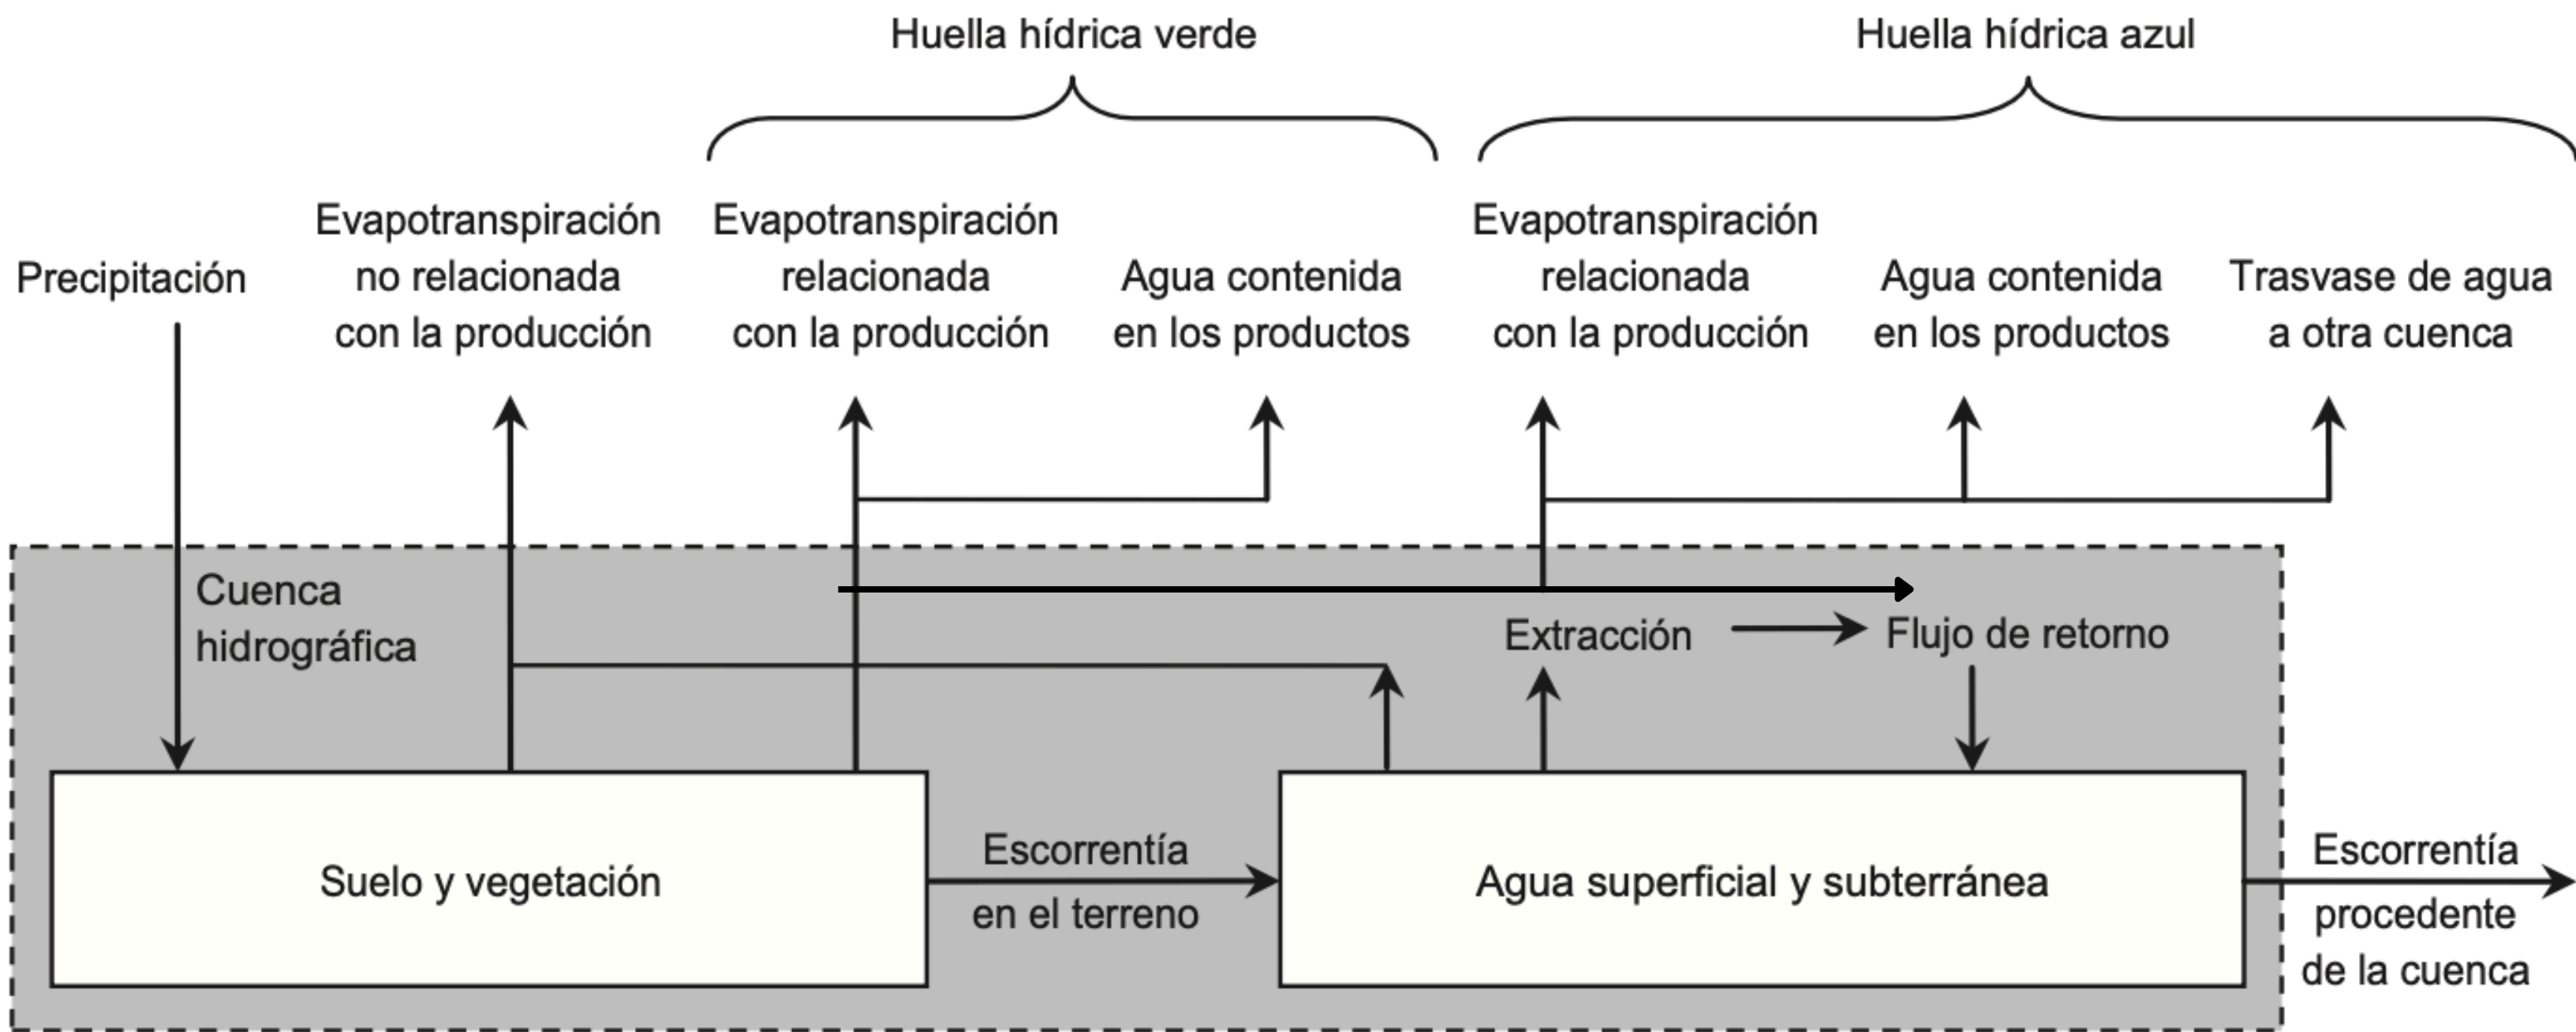 Huella hídrica verde
Huella hídrica azul
Precipitación
Evapotranspiración
no relacionada
con la producción
Evapotranspiración
relacionada
con la producción
Agua contenida
en los productos
Evapotranspiración
relacionada
con la producción
Agua contenida
en los productos
Trasvase de agua
a otra cuenca
Cuenca
hidrográfica
Extracción
Flujo de retorno
Suelo y vegetación
Escorrentía
en el terreno
Agua superficial y subterránea
Escorrentía
procedente
de la cuenca